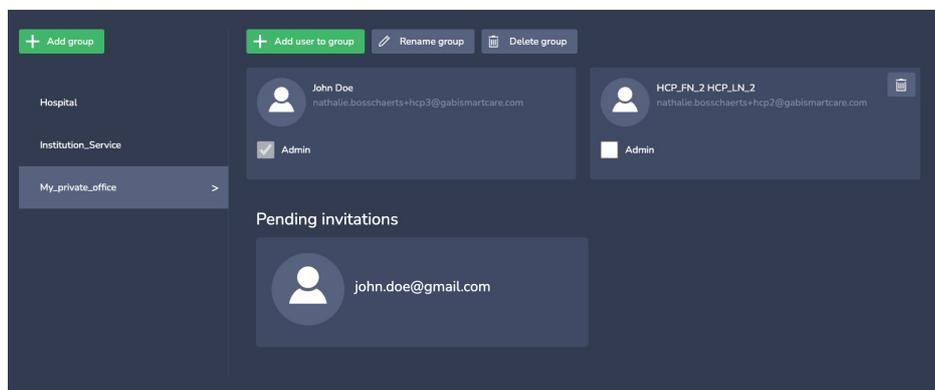 Add group
Add user to group
Rename group
Delete group
Hospital
Institution_Service
My_private_office >
John Doe
nathalie.bosschaerts+hcp3@gabismartcare.com
Admin
HCP_FN_2 HCP_LN_2
nathalie.bosschaerts+hcp2@gabismartcare.com
Admin
Pending invitations
john.doe@gmail.com